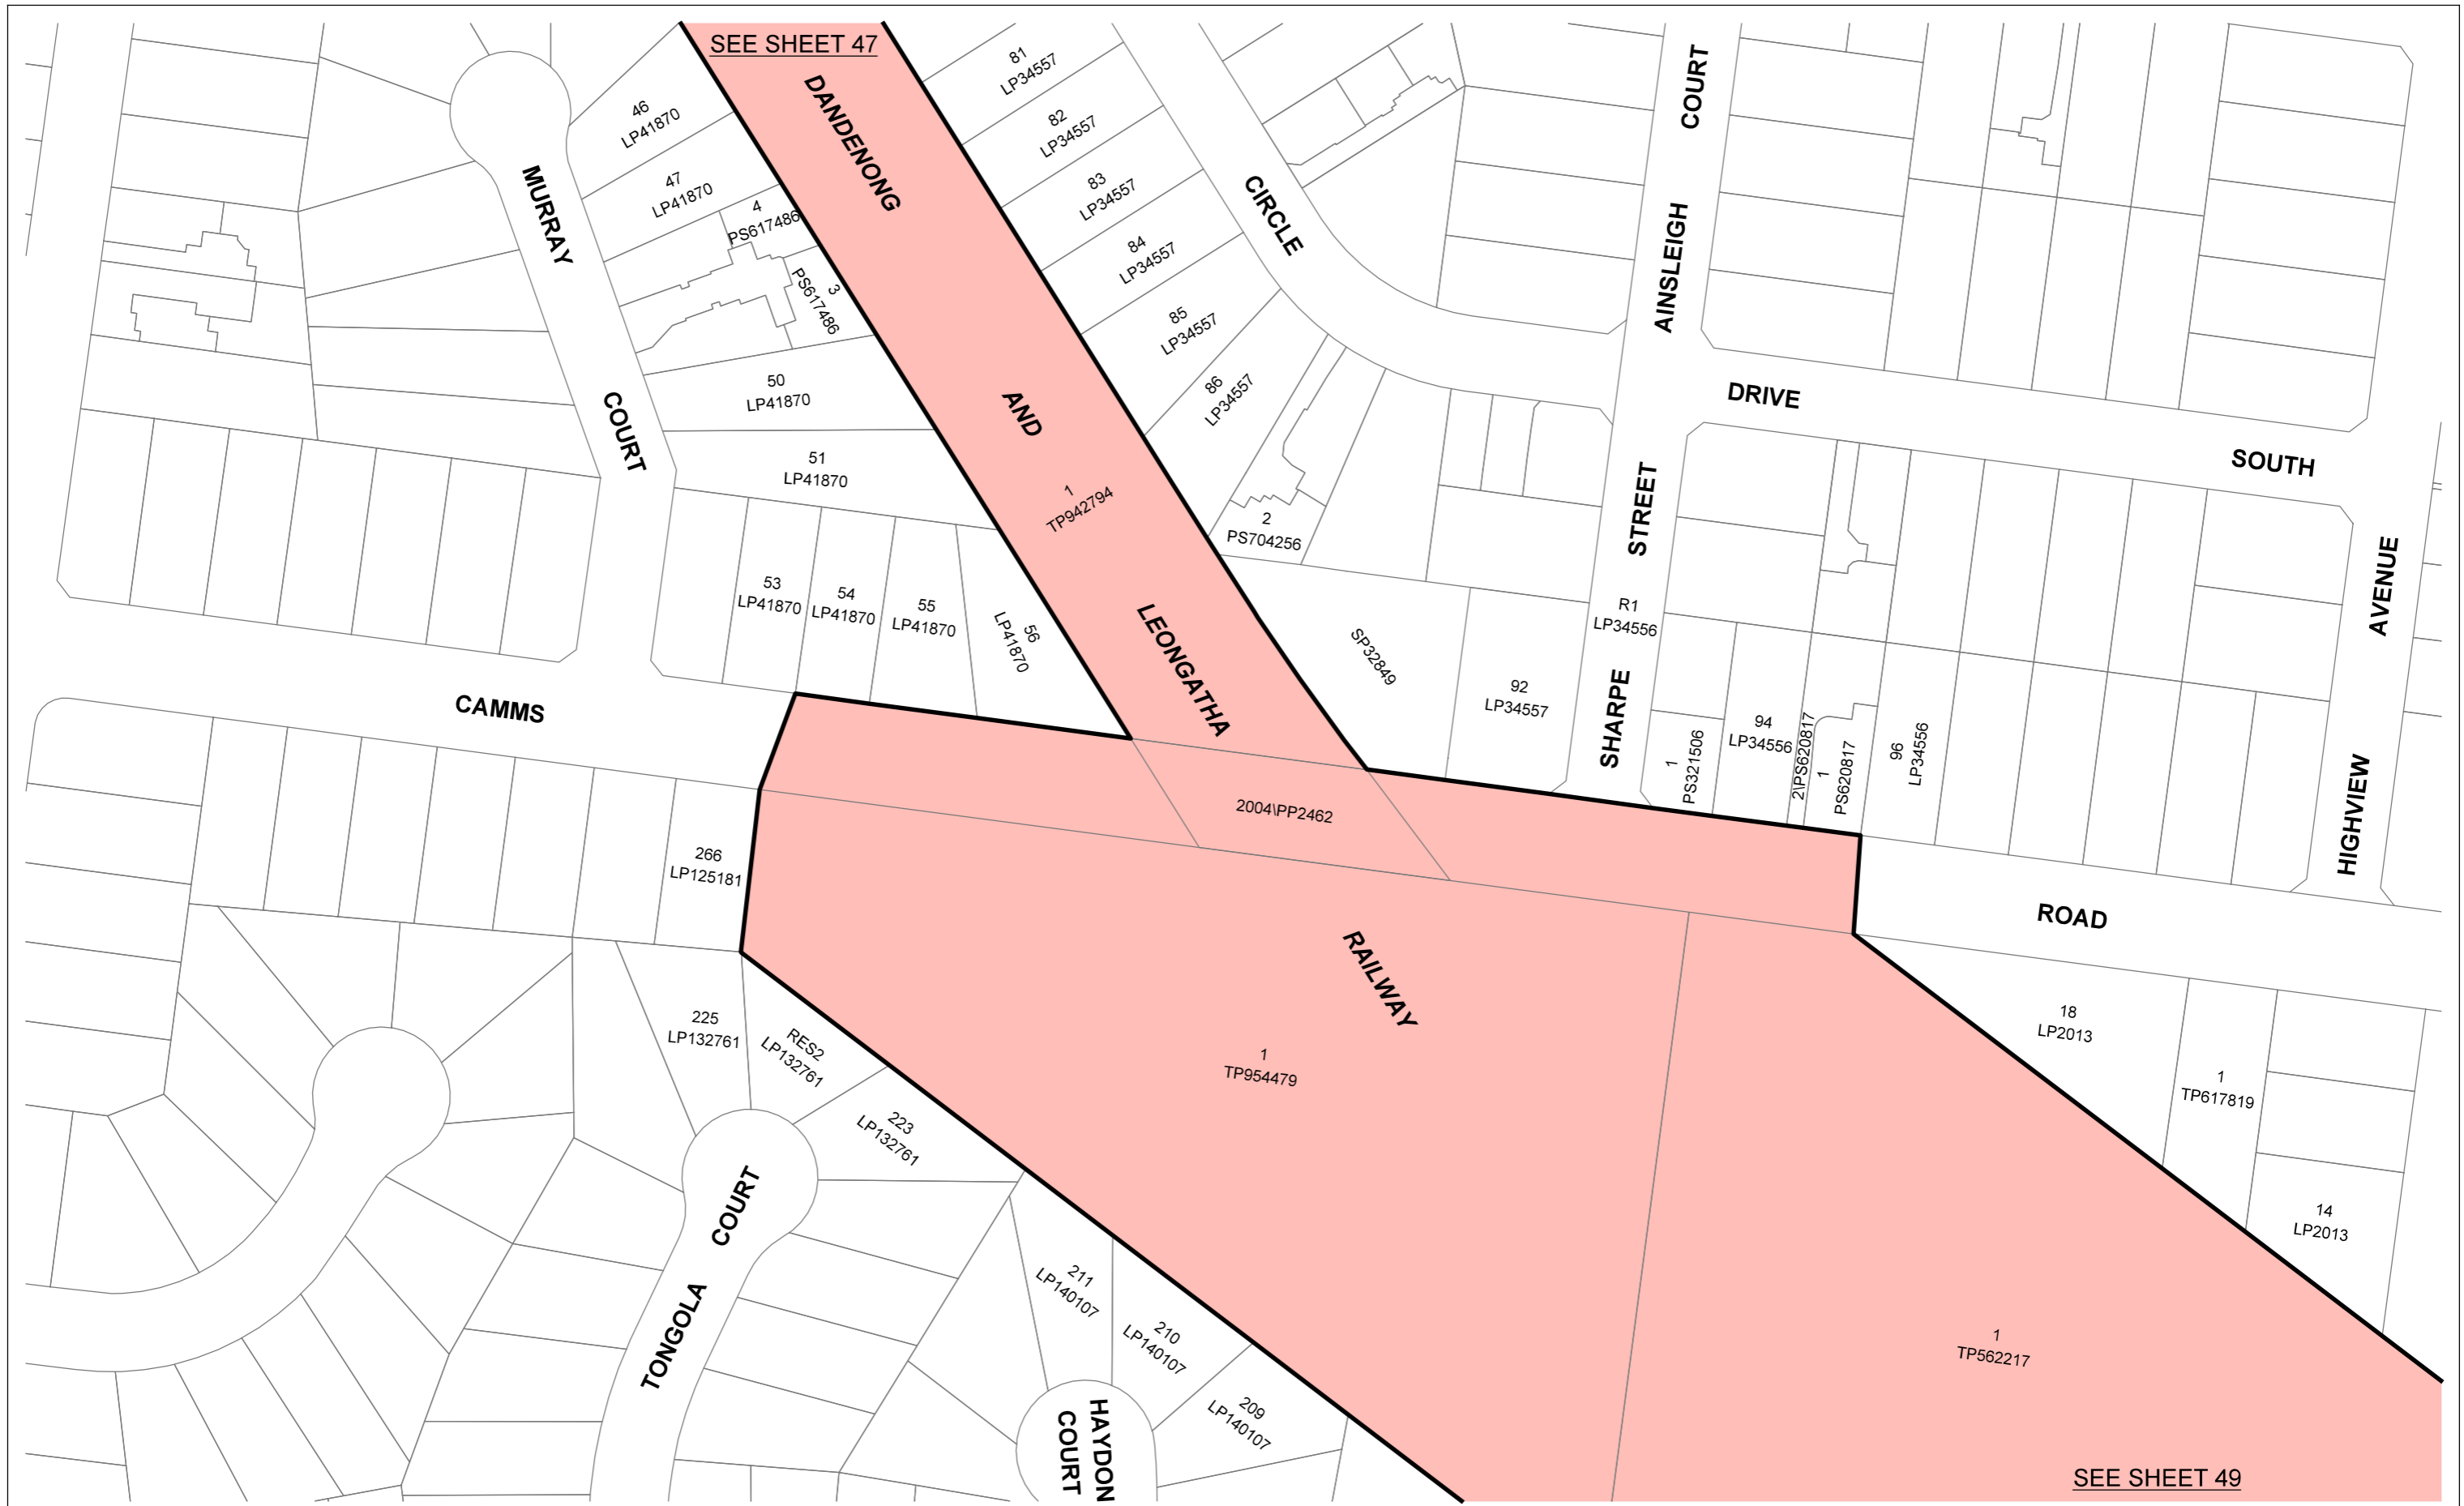 SEE SHEET 47
DANDENONG
AND
LEONGATHA
RAILWAY
46
LP41870
47
LP41870
4
PS617486
3
PS617486
50
LP41870
51
LP41870
53
LP41870
54
LP41870
55
LP41870
56
LP41870
81
LP34557
82
LP34557
83
LP34557
84
LP34557
85
LP34557
86
LP34557
2
PS704256
1
TP942794
SP32849
92
LP34557
R1
LP34556
1
PS321506
94
LP34556
2\PS620817
1
PS620817
96
LP34556
MURRAY
COURT
CIRCLE
AINSLEIGH
COURT
DRIVE
SOUTH
SHARPE
STREET
HIGHVIEW
AVENUE
CAMMS
ROAD
2004\PP2462
266
LP125181
225
LP132761
RES2
LP132761
223
LP132761
1
TP954479
18
LP2013
1
TP617819
14
LP2013
211
LP140107
210
LP140107
209
LP140107
1
TP562217
TONGOLA
COURT
HAYDON
COURT
SEE SHEET 49